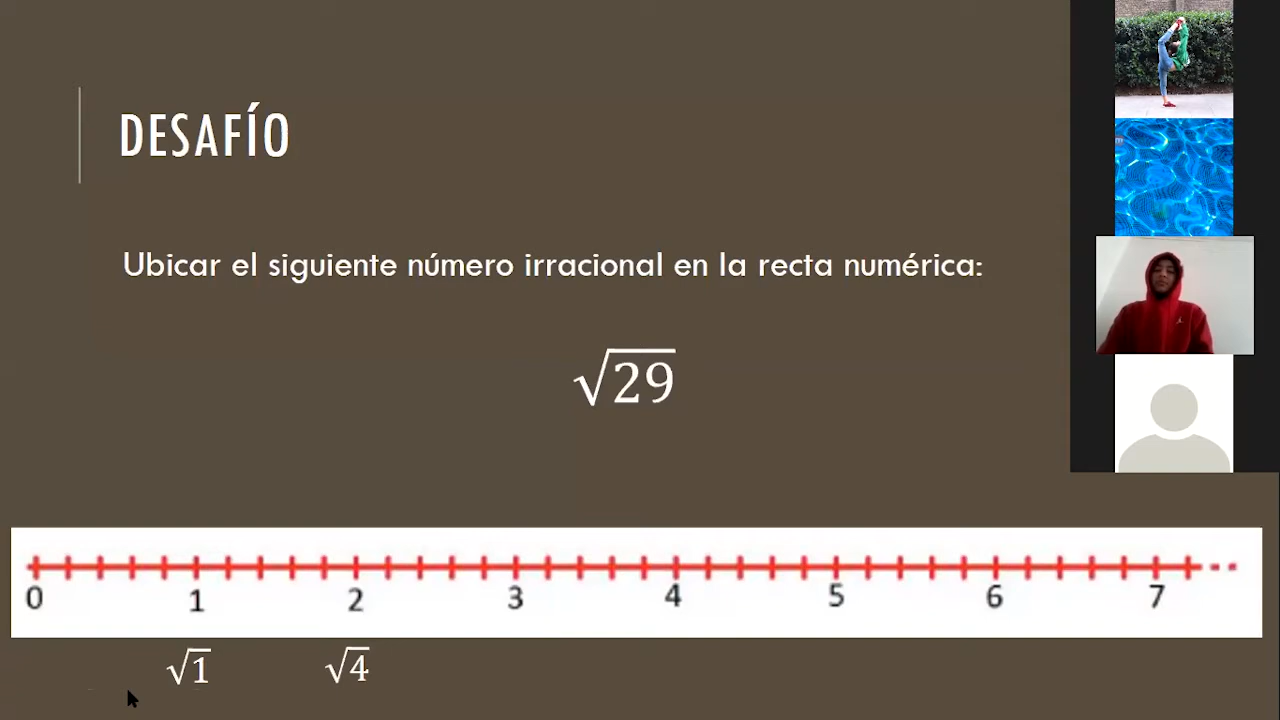 DESAFÍO
Ubicar el siguiente número irracional en la recta numérica:
√29
0 1 2 3 4 5 6 7
√1 √4